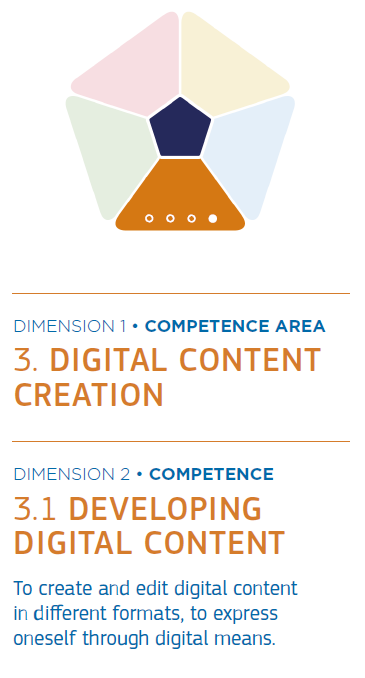 DIMENSION 1 • COMPETENCE AREA
3. DIGITAL CONTENT
CREATION
DIMENSION 2 • COMPETENCE
3.1 DEVELOPING
DIGITAL CONTENT
To create and edit digital content
in different formats, to express
oneself through digital means.